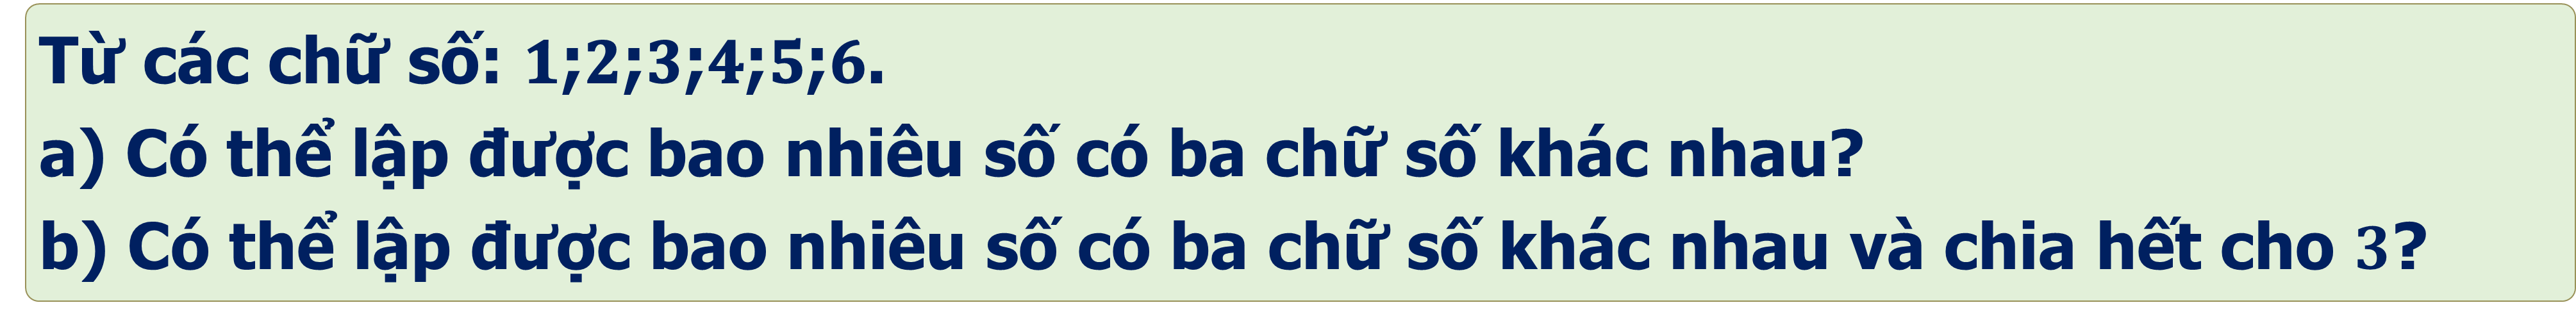 Từ các chữ số: 1;2;3;4;5;6.
a) Có thể lập được bao nhiêu số có ba chữ số khác nhau?
b) Có thể lập được bao nhiêu số có ba chữ số khác nhau và chia hết cho 3?